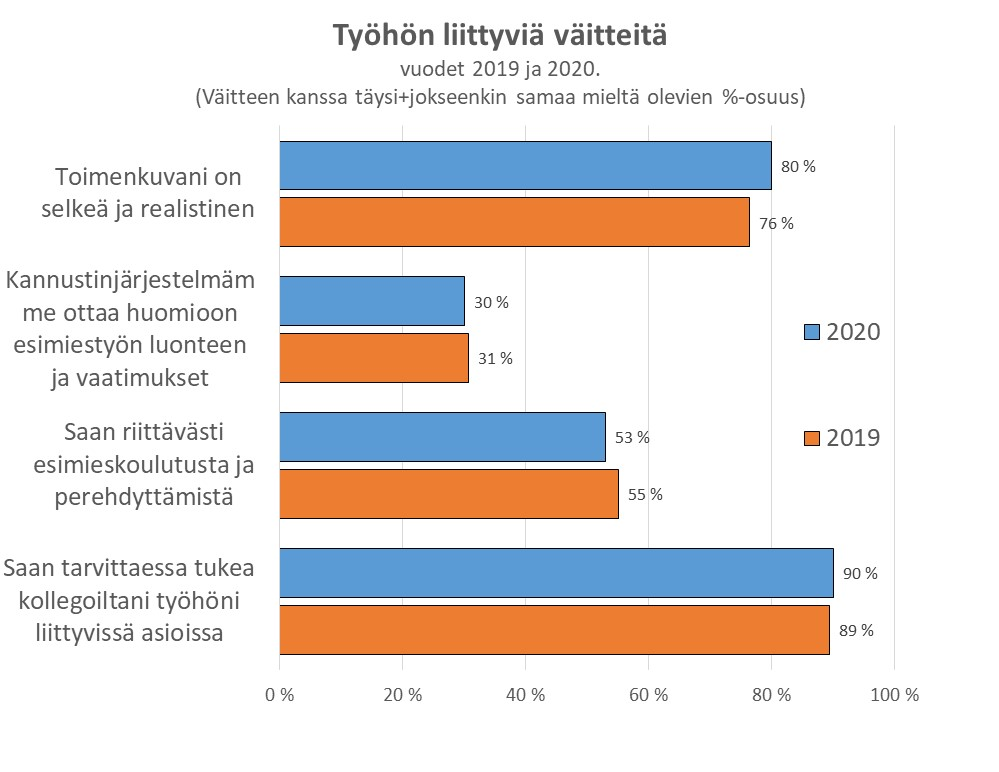 Työhön liittyviä väitteitä
vuodet 2019 ja 2020.
(Väitteen kanssa täysi+jokseenkin samaa mieltä olevien %-osuus)
Toimenkuvani on
selkeä ja realistinen
80 %
76 %
Kannustinjärjestelmäm
me ottaa huomioon
esimiestyön luonteen
ja vaatimukset
30 %
31 %
2020
Saan riittävästi
esimieskoulutusta ja
perehdyttämistä
53 %
55 %
2019
Saan tarvittaessa tukea
kollegoiltani työhöni
liittyvissä asioissa
90 %
89 %
0 % 20 % 40 % 60 % 80 % 100 %